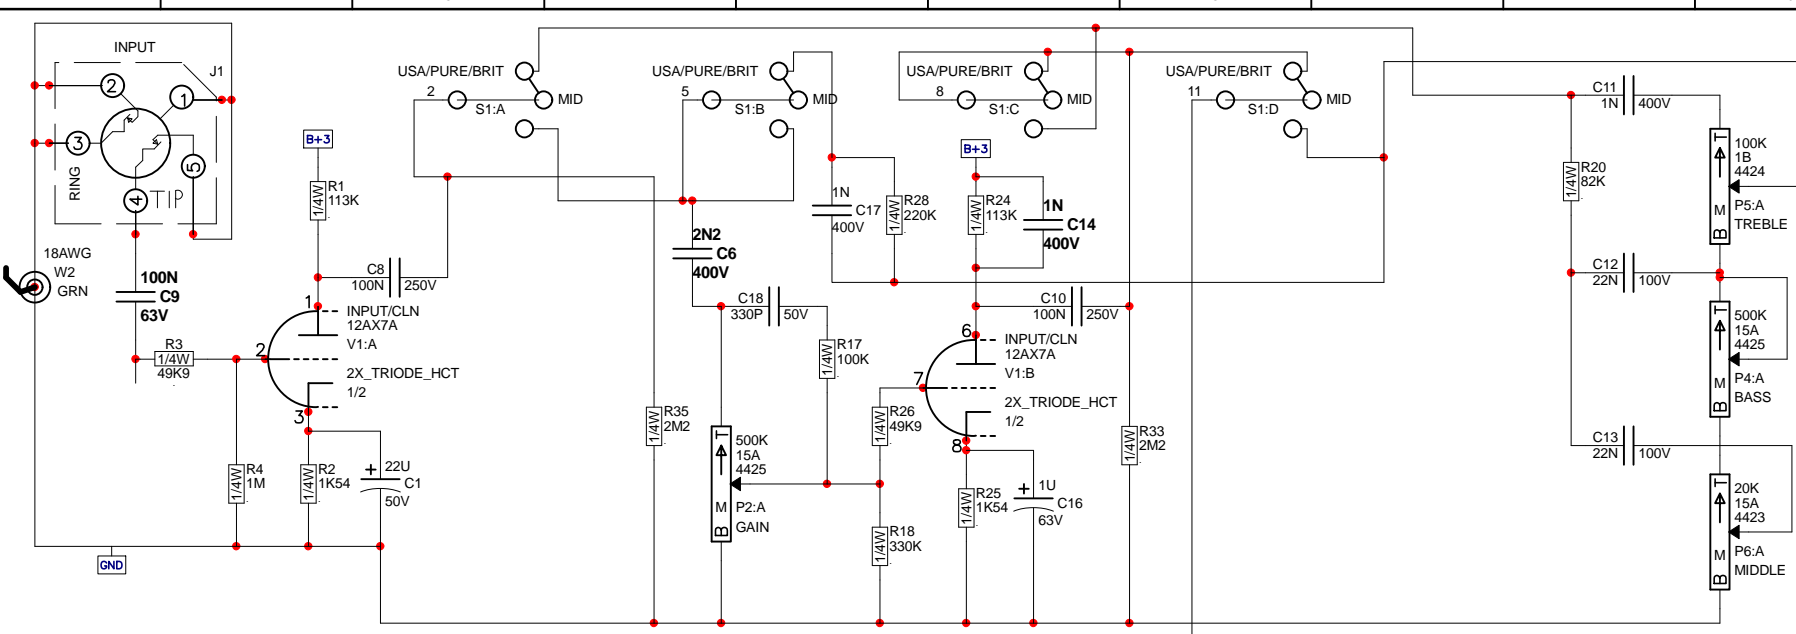 INPUT
J1
2
1
3
5
4
RING
TIP
18AWG
W2
GRN
100N
C9
63V
R3
1/4W
49K9
B+3
1/4W
R1
113K
C8
100N
250V
1
2
3
INPUT/CLN
12AX7A
V1:A
2X_TRIODE_HCT
1/2
1/4W
R4
1M
1/4W
R2
1K54
+
22U
C1
50V
GND
USA/PURE/BRIT
2
S1:A
MID
USA/PURE/BRIT
5
S1:B
MID
USA/PURE/BRIT
8
S1:C
MID
USA/PURE/BRIT
11
S1:D
MID
1/4W
R35
2M2
2N2
C6
400V
C18
330P
50V
1/4W
R17
100K
T
M
B
500K
15A
4425
P2:A
GAIN
1N
C17
400V
1/4W
R28
220K
1/4W
R26
49K9
1/4W
R18
330K
B+3
1/4W
R24
113K
1N
C14
400V
C10
100N
250V
6
7
8
INPUT/CLN
12AX7A
V1:B
2X_TRIODE_HCT
1/2
1/4W
R25
1K54
+
1U
C16
63V
1/4W
R33
2M2
C11
1N
400V
1/4W
R20
82K
C12
22N
100V
C13
22N
100V
T
M
B
100K
1B
4424
P5:A
TREBLE
T
M
B
500K
15A
4425
P4:A
BASS
T
M
B
20K
15A
4423
P6:A
MIDDLE